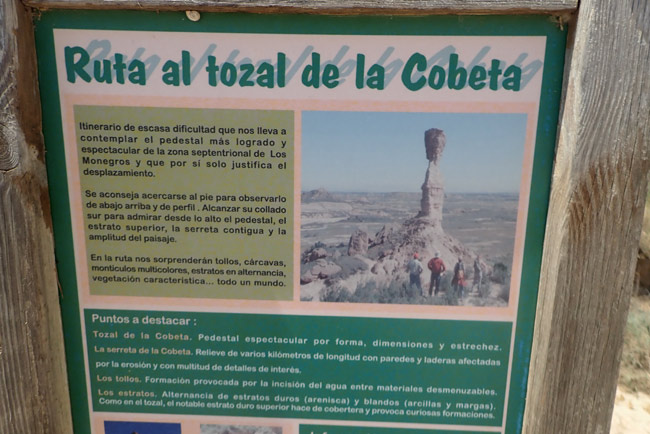 Ruta al tozal de la Cobeta
Itinerario de escasa dificultad que nos lleva a
contemplar el pedestal más logrado y
espectacular de la zona septentrional de Los
Monegros y que por si solo justifica el
desplazamiento.
Se aconseja acercarse al pie para observarlo
de abajo arriba y de perfil . Alcanzar su collado
sur para admirar desde lo alto el pedestal, el
estrato superior, la serreta contigua y la
amplitud del paisaje.
En la ruta nos sorprenderán tollos, cárcavas,
montículos multicolores, estratos en alternancia,
vegetación característica... todo un mundo.
Puntos a destacar :
Tozal de la Cobeta. Pedestal espectacular por forma, dimensiones y estrechez.
La serreta de la Cobeta. Relieve de varios kilómetros de longitud con paredes y laderas afectadas
por la erosión y con multitud de detalles de interés.
Los tollos. Formación provocada por la incisión del agua entre materiales desmenuzables.
Los estratos. Alternancia de estratos duros (arenisca) y blandos (arcillas y margas).
Como en el tozal, el notable estrato duro superior hace de cobertera y provoca curiosas formaciones.